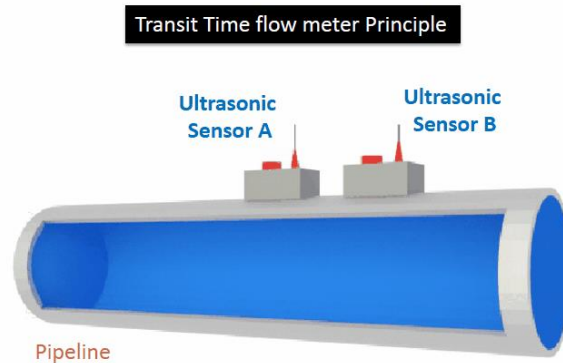 Transit Time flow meter Principle
Ultrasonic
Sensor A
Ultrasonic
Sensor B
Pipeline